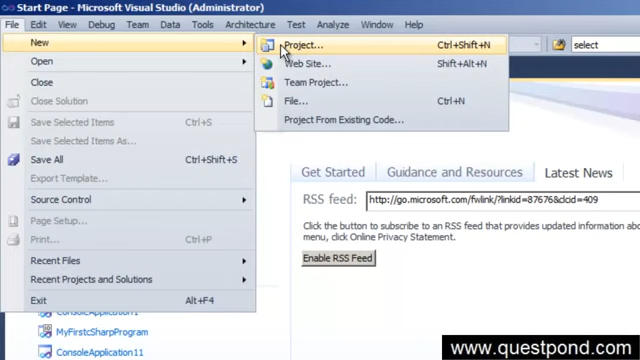 Start Page - Microsoft Visual Studio (Administrator)
File Edit View Debug Team Data Tools Architecture Test Analyze Window Help
select
New
Open
Close
Close Solution
Save Selected Items Ctrl+S
Save Selected Items As...
Save All Ctrl+Shift+S
Export Template...
Source Control
Page Setup...
Print... Ctrl+P
Recent Files
Recent Projects and Solutions
Exit Alt+F4
Project... Ctrl+Shift+N
Web Site... Shift+Alt+N
Team Project...
File... Ctrl+N
Project From Existing Code...
Get Started Guidance and Resources Latest News
RSS feed: http://go.microsoft.com/fwlink/?linkid=87676&clcid=409
Click the button to subscribe to an RSS feed that provides updated information abo
menu, click Online Privacy Statement.
Enable RSS Feed
ConsoleApplication1
MyFirstcSharpProgram
ConsoleApplication11
www.questpond.com